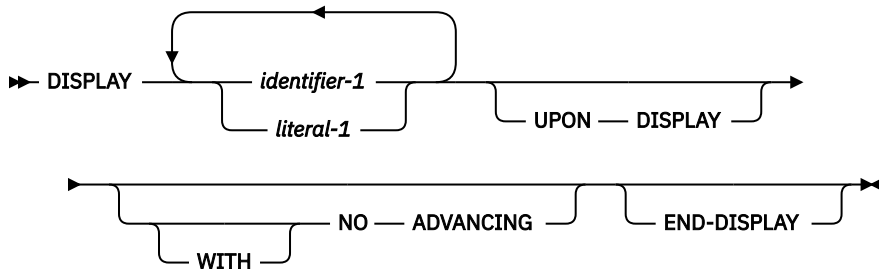 DISPLAY identifier-1
literal-1
UPON DISPLAY
NO ADVANCING END-DISPLAY
WITH